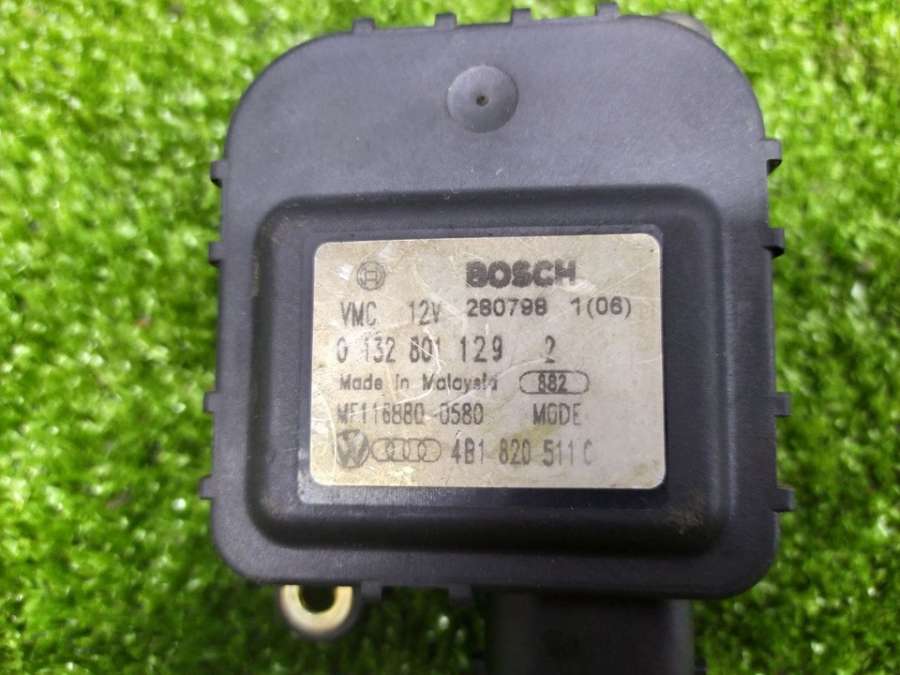 BOSCH
VMC 12V 280798 1(06)
0 132 801 129 2
Made in Malaysia 882
MF116880-0580 MODE
4B1 820 511 C